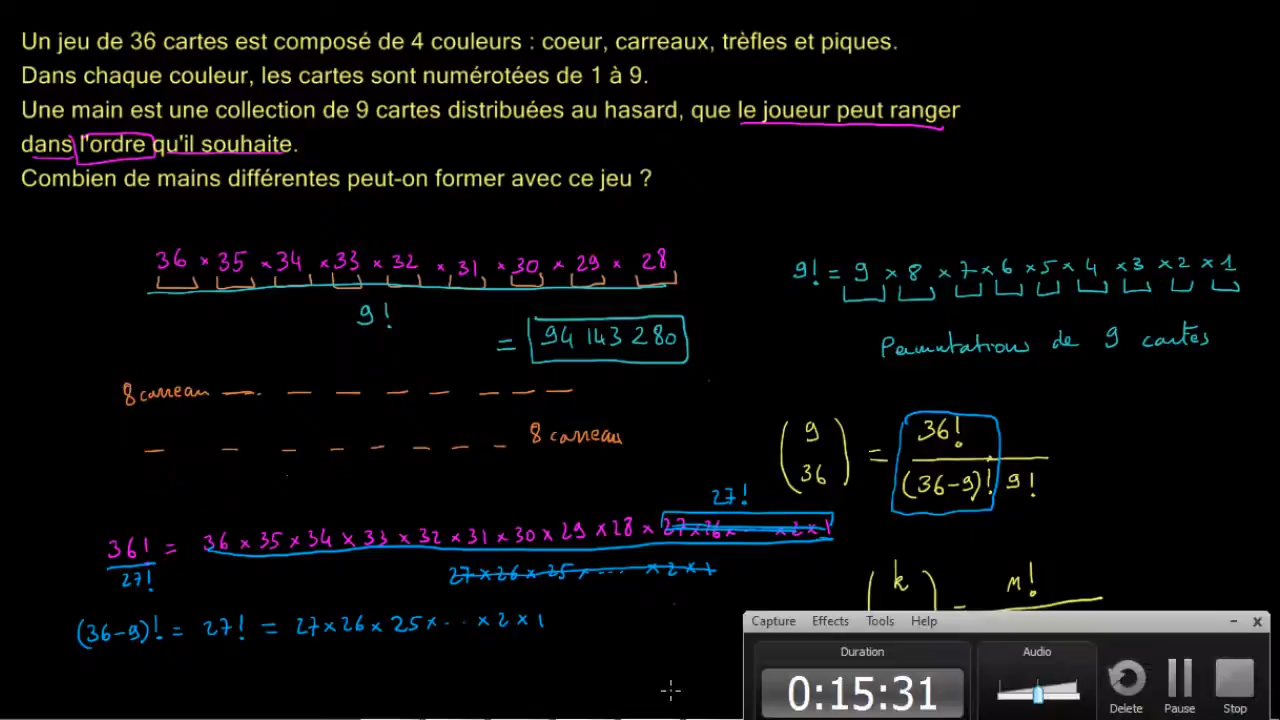 Un jeu de 36 cartes est composé de 4 couleurs : coeur, carreaux, trèfles et piques.
Dans chaque couleur, les cartes sont numérotées de 1 à 9.
Une main est une collection de 9 cartes distribuées au hasard, que le joueur peut ranger
dans l'ordre qu'il souhaite.
Combien de mains différentes peut-on former avec ce jeu ?
36 × 35 × 34 × 33 × 32 × 31 × 30 × 29 × 28
9!
= 94 143 280
9! = 9 × 8 × 7 × 6 × 5 × 4 × 3 × 2 × 1
Permutations de 9 cartes
8 carreau
8 carreau
9
36
= 36!
(36-9)! 9!
27!
36! = 36 × 35 × 34 × 33 × 32 × 31 × 30 × 29 × 28 × 27 × 26 × ... × 2 × 1
27!
27 × 26 × 25 × ... × 2 × 1
(36-9)! = 27! = 27 × 26 × 25 × ... × 2 × 1
k
= n!
Capture Effects Tools Help
Duration
0:15:31
Audio
Delete
Pause
Stop